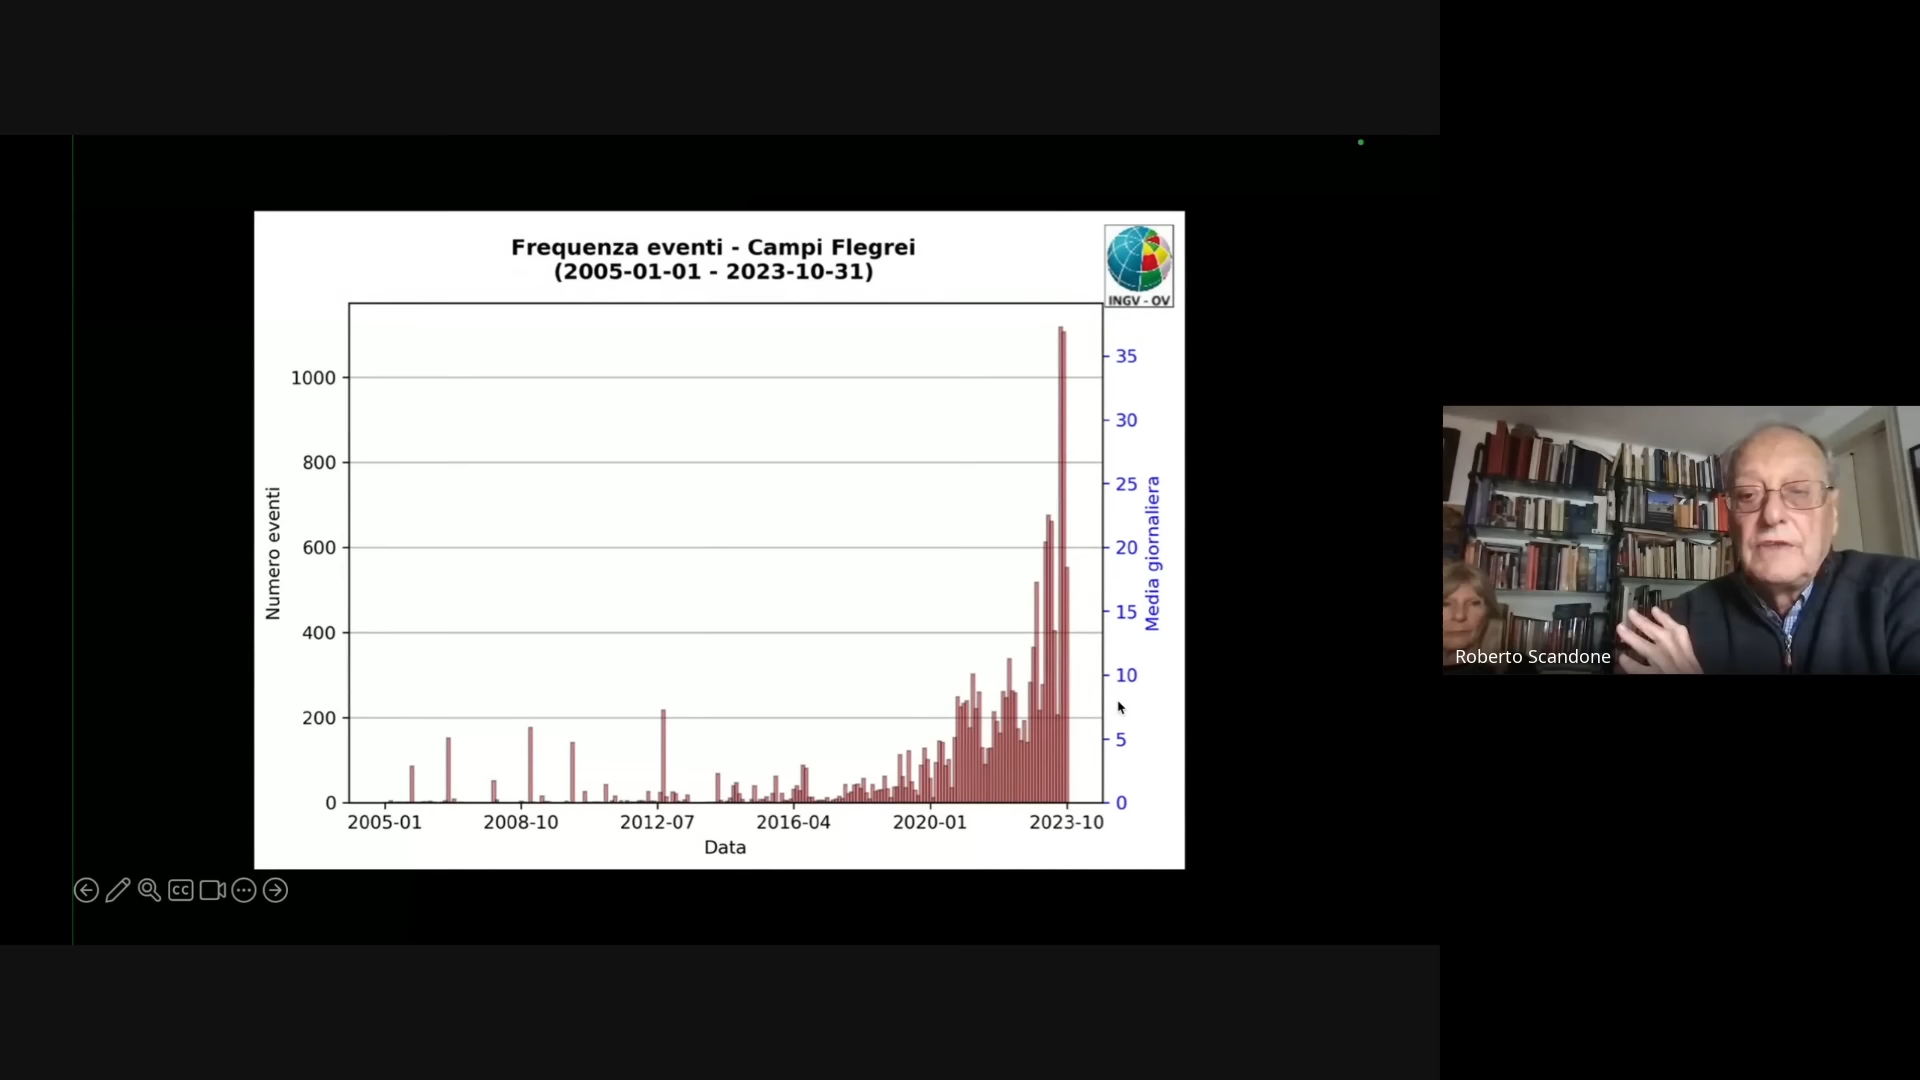 Frequenza eventi - Campi Flegrei
(2005-01-01 - 2023-10-31)
INGV - OV
Numero eventi
1000
800
600
400
200
0
35
30
25
20
15
10
5
0
Media giornaliera
2005-01 2008-10 2012-07 2016-04 2020-01 2023-10
Data
CC
Roberto Scandone